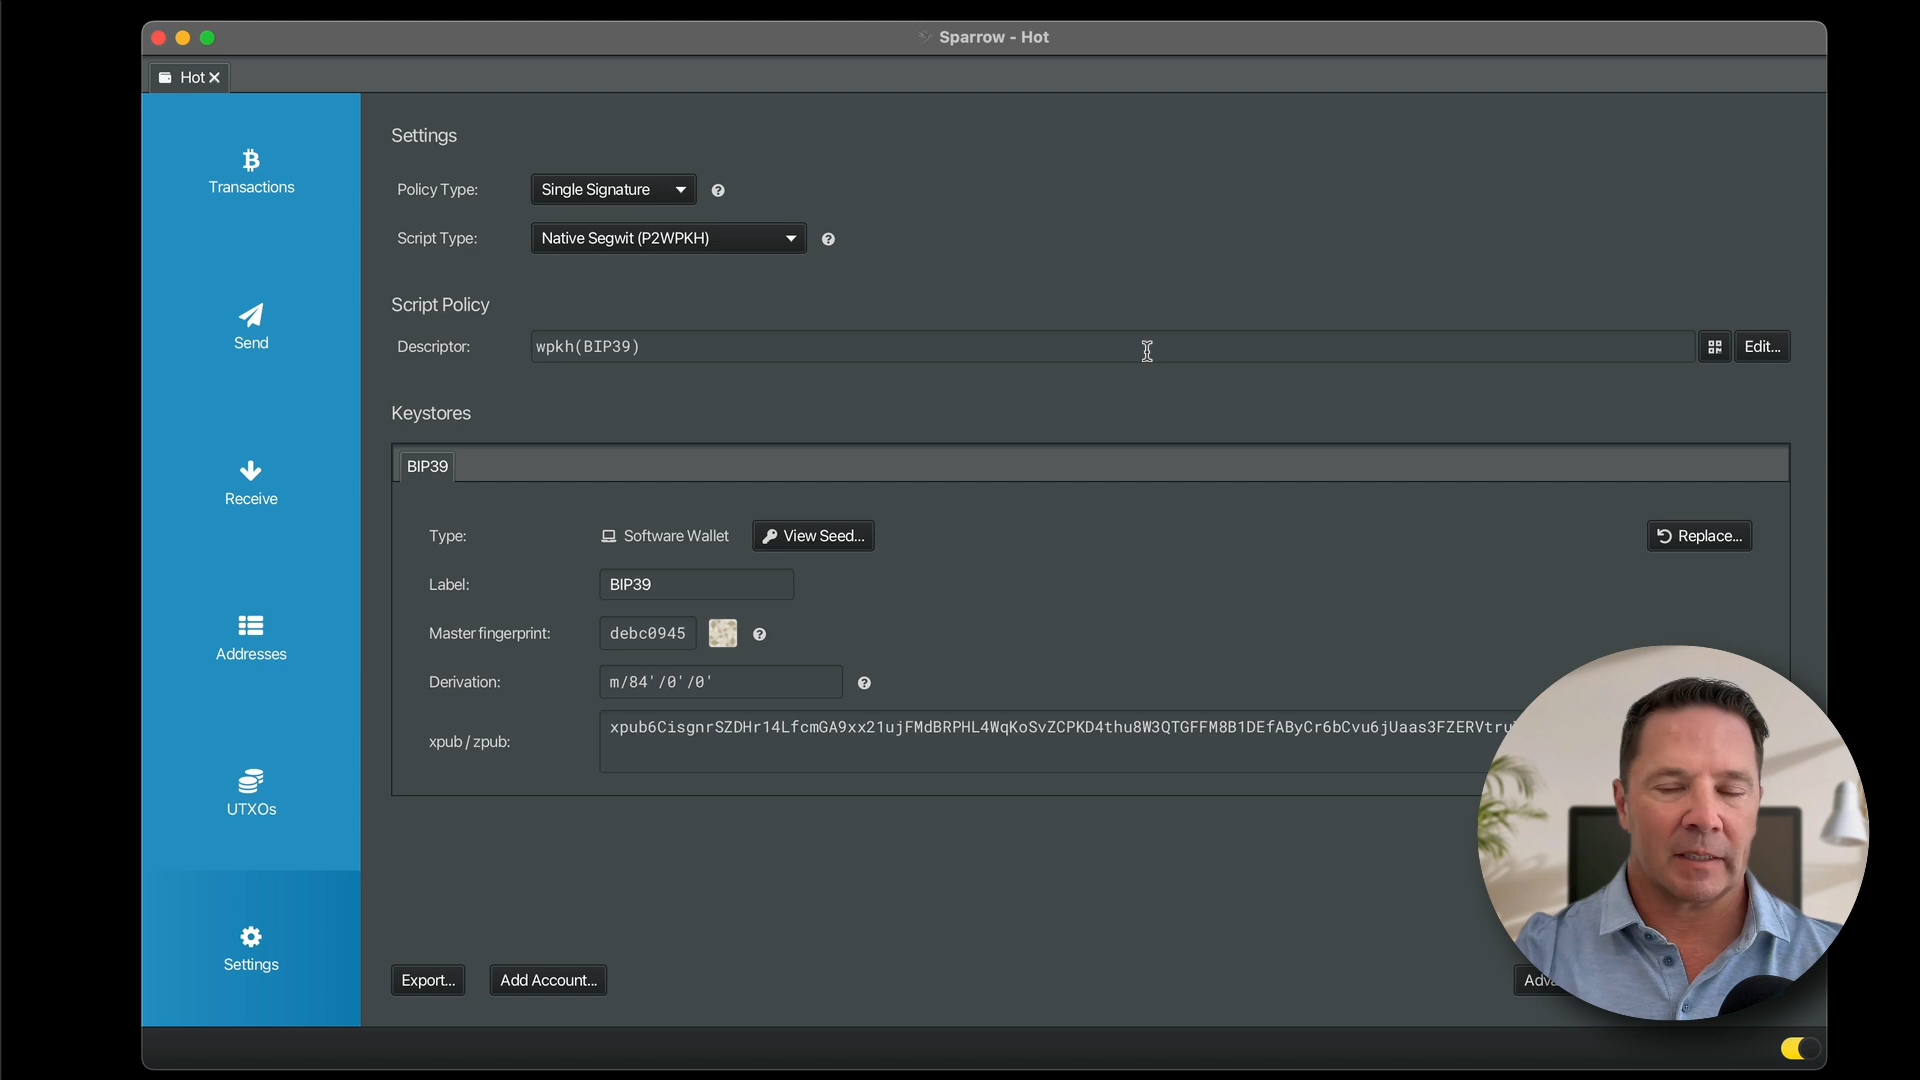 Sparrow - Hot
Hot
Transactions
Send
Receive
Addresses
UTXOs
Settings
Settings
Policy Type: Single Signature
Script Type: Native Segwit (P2WPKH)
Script Policy
Descriptor: wpkh(BIP39) Edit...
Keystores
BIP39
Type: Software Wallet View Seed... Replace...
Label: BIP39
Master fingerprint: debc0945
Derivation: m/84'/0'/0'
xpub / zpub: xpub6CisgnrSZDHr14LfcmGA9xx21ujFMdBRPHL4WqKoSvZCPKD4thu8W3QTGFFM8B1DEfAByCr6bCvu6jUaas3FZERVtru
Export... Add Account...